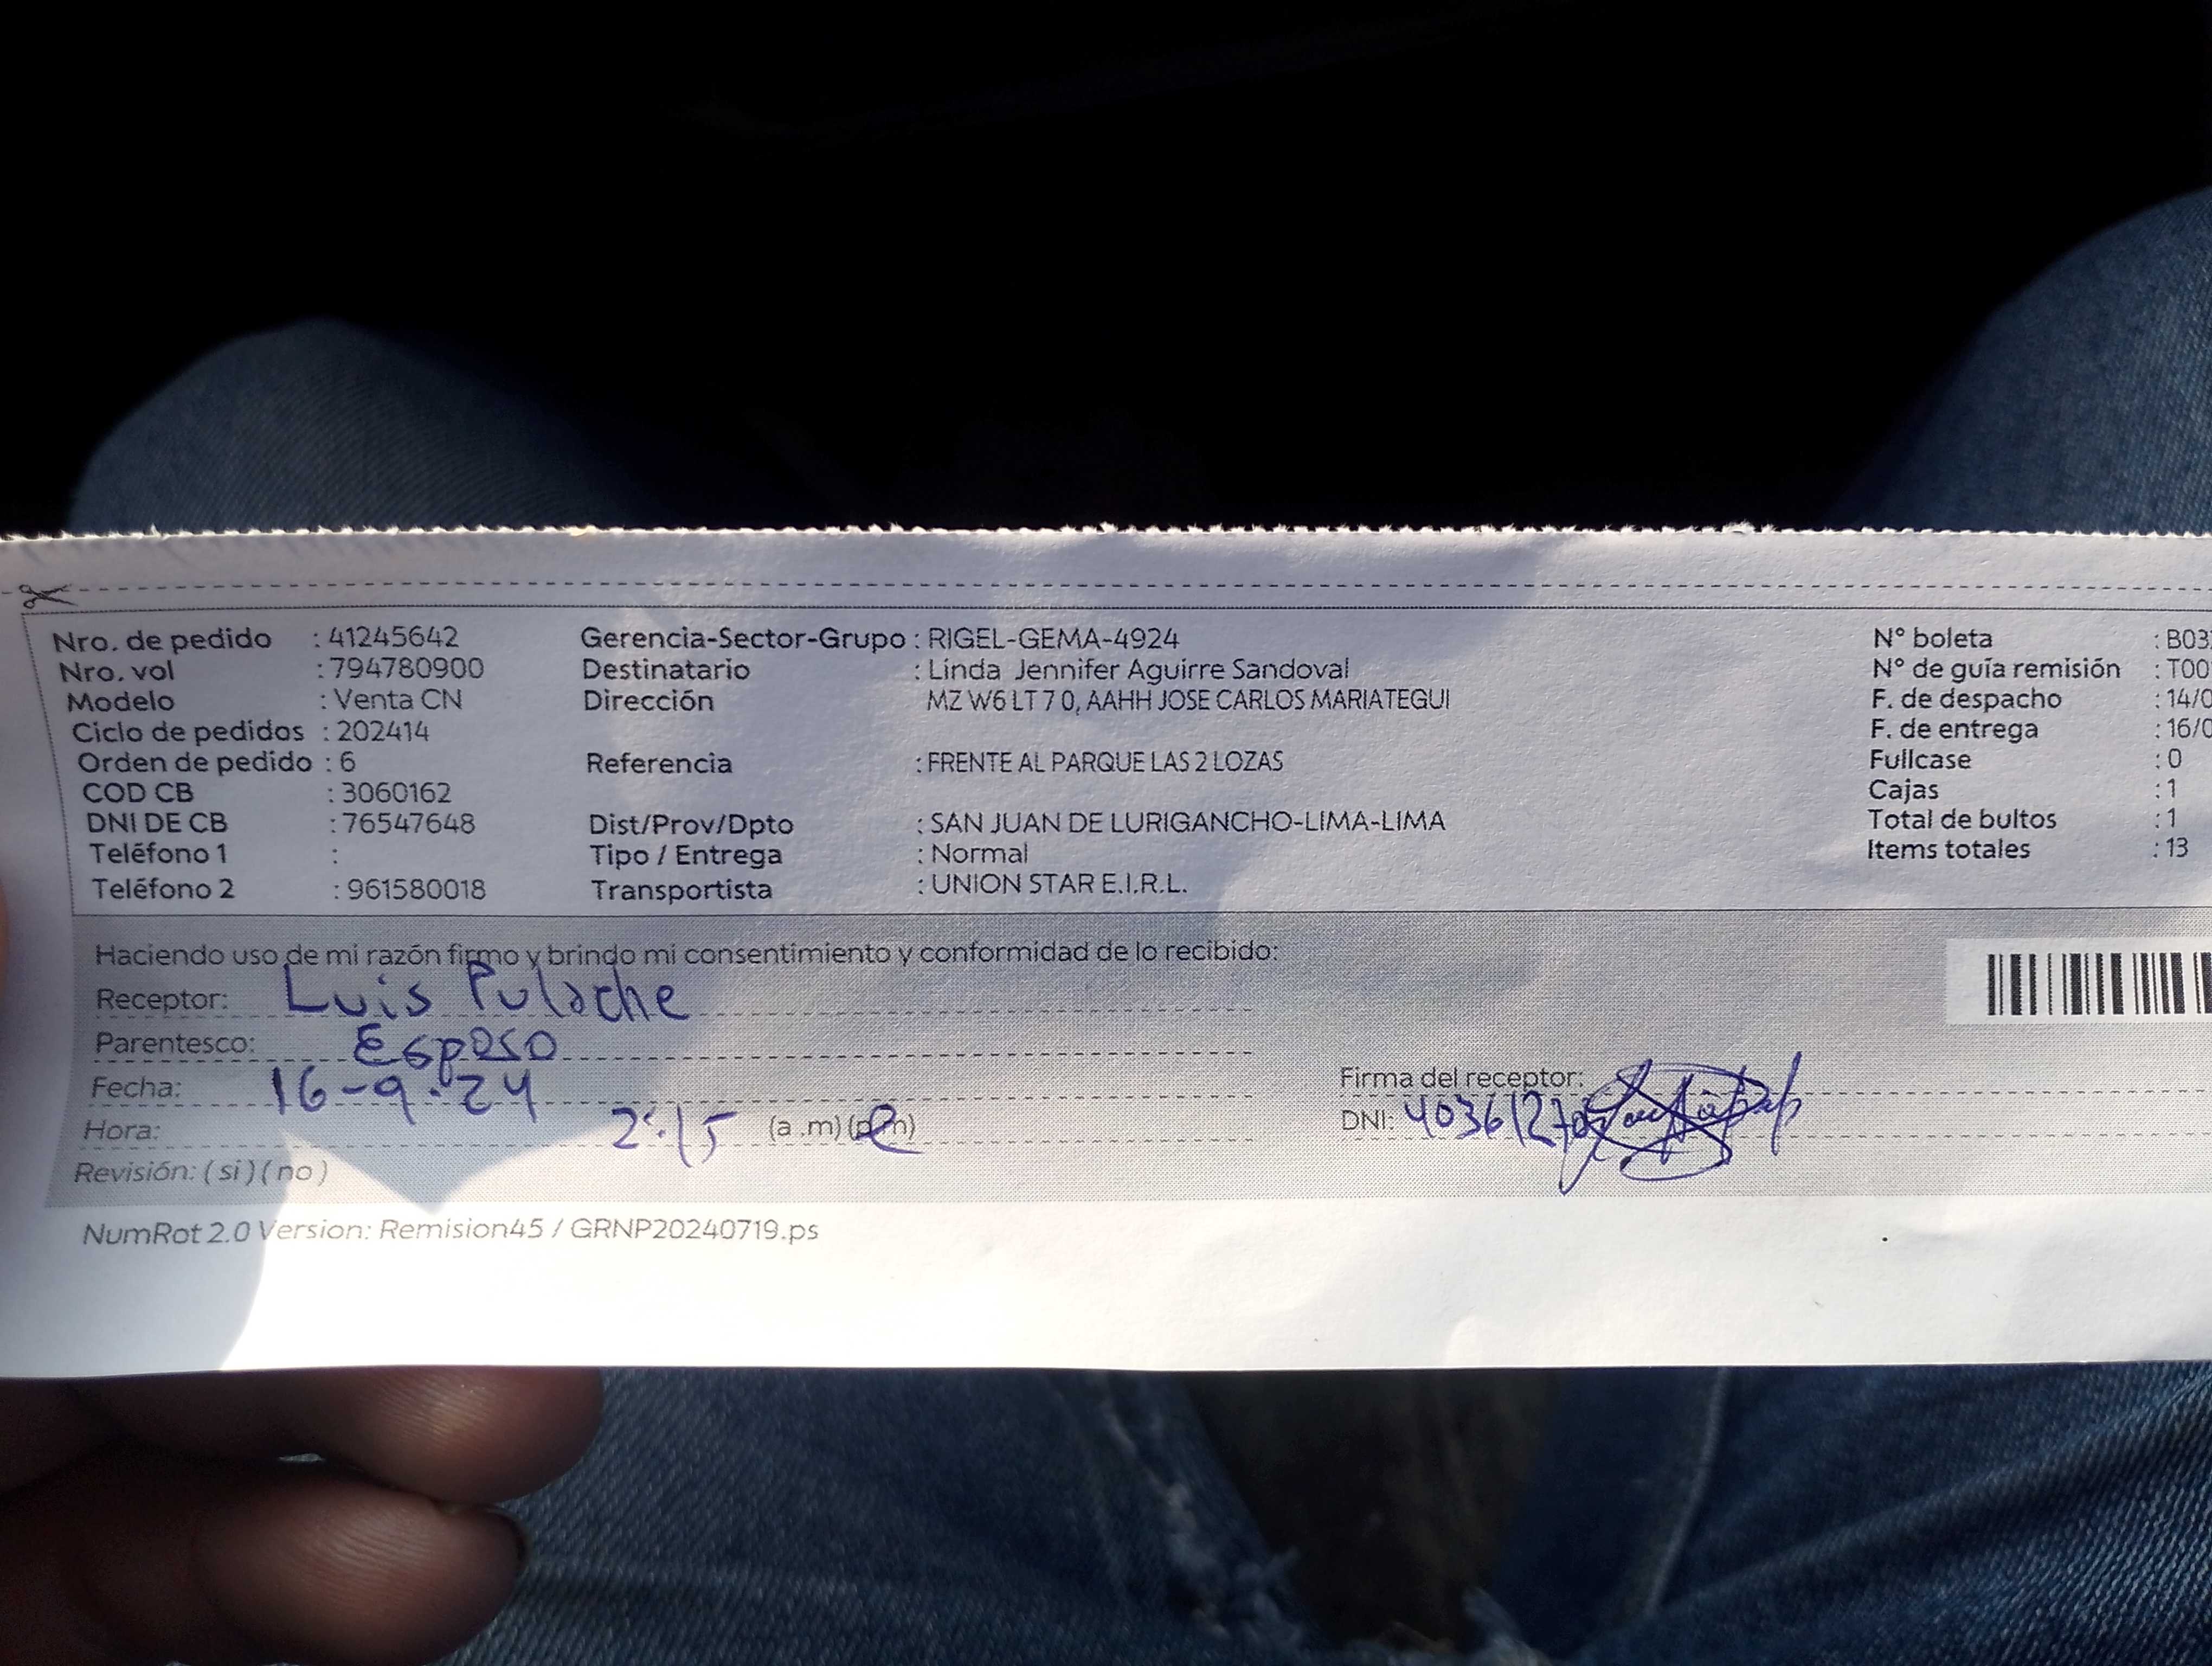 Nro. de pedido : 41245642 Gerencia-Sector-Grupo : RIGEL-GEMA-4924 N° boleta : B03
Nro. vol : 794780900 Destinatario : Linda Jennifer Aguirre Sandoval N° de guía remisión : T00
Modelo : Venta CN Dirección MZ W6 LT 7 0, AAHH JOSE CARLOS MARIATEGUI F. de despacho : 14/0
Ciclo de pedidos : 202414 F. de entrega : 16/0
Orden de pedido : 6 Referencia : FRENTE AL PARQUE LAS 2 LOZAS Fullcase : 0
COD CB : 3060162 Cajas : 1
DNI DE CB : 76547648 Dist/Prov/Dpto : SAN JUAN DE LURIGANCHO-LIMA-LIMA Total de bultos : 1
Teléfono 1 : Tipo / Entrega : Normal Items totales : 13
Teléfono 2 : 961580018 Transportista : UNION STAR E.I.R.L.
Haciendo uso de mi razón firmo y brindo mi consentimiento y conformidad de lo recibido:
Receptor: Luis Pulache
Parentesco: Esposo
Fecha: 16-9-24 Firma del receptor:
Hora: 2:15 (a .m) (p.m) DNI:
Revisión: ( si ) ( no )
NumRot 2.0 Version: Remision45 / GRNP20240719.ps